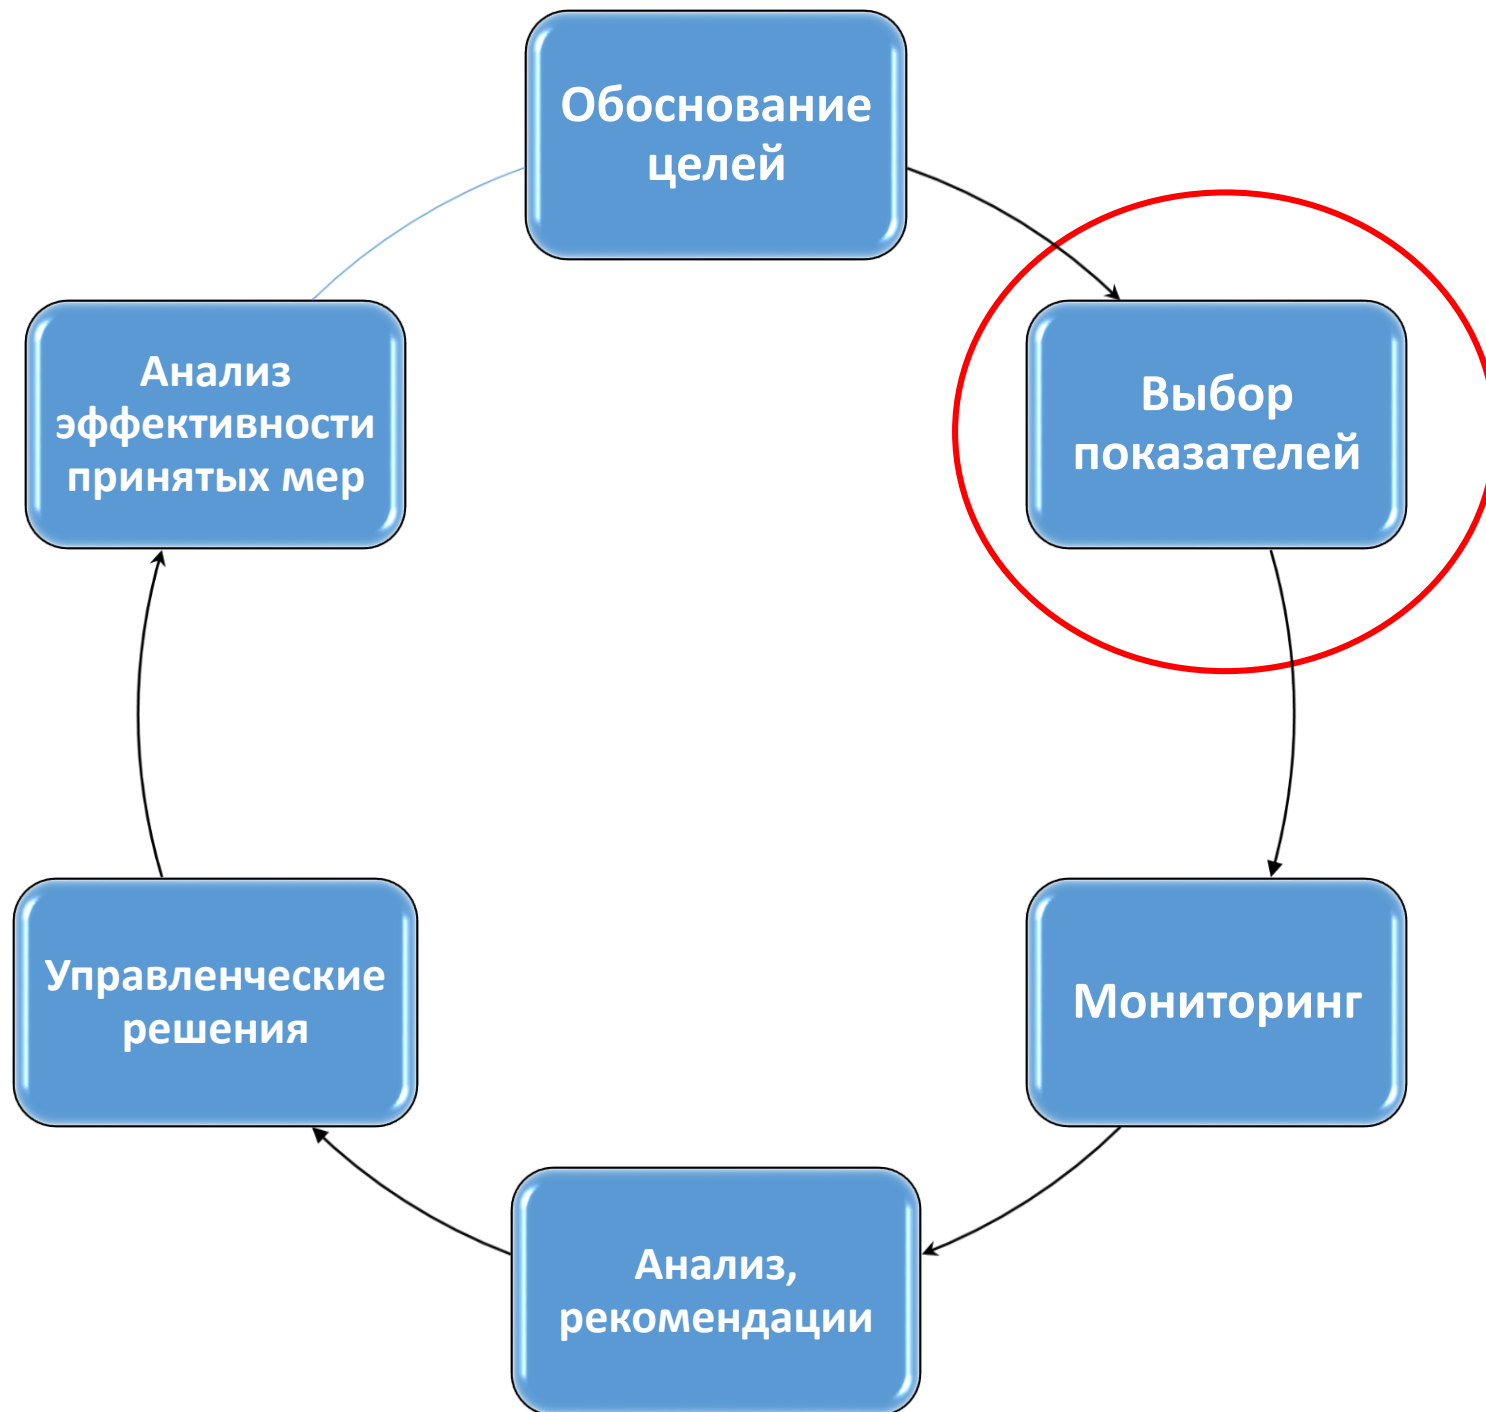 Обоснование
целей
Выбор
показателей
Мониторинг
Анализ,
рекомендации
Управленческие
решения
Анализ
эффективности
принятых мер